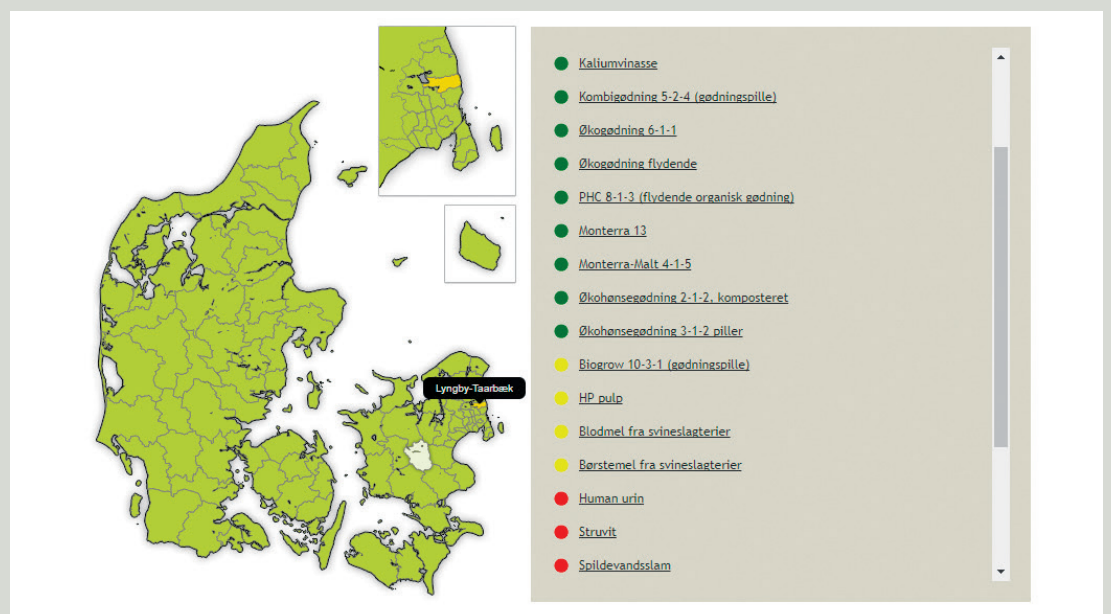 Lyngby-Taarbæk
Kaliumvinasse
Kombigødning 5-2-4 (gødningspille)
Økogødning 6-1-1
Økogødning flydende
PHC 8-1-3 (flydende organisk gødning)
Monterra 13
Monterra-Malt 4-1-5
Økohønsegødning 2-1-2, komposteret
Økohønsegødning 3-1-2 piller
Biogrow 10-3-1 (gødningspille)
HP pulp
Blodmel fra svineslagterier
Børstemel fra svineslagterier
Human urin
Struvit
Spildevandsslam